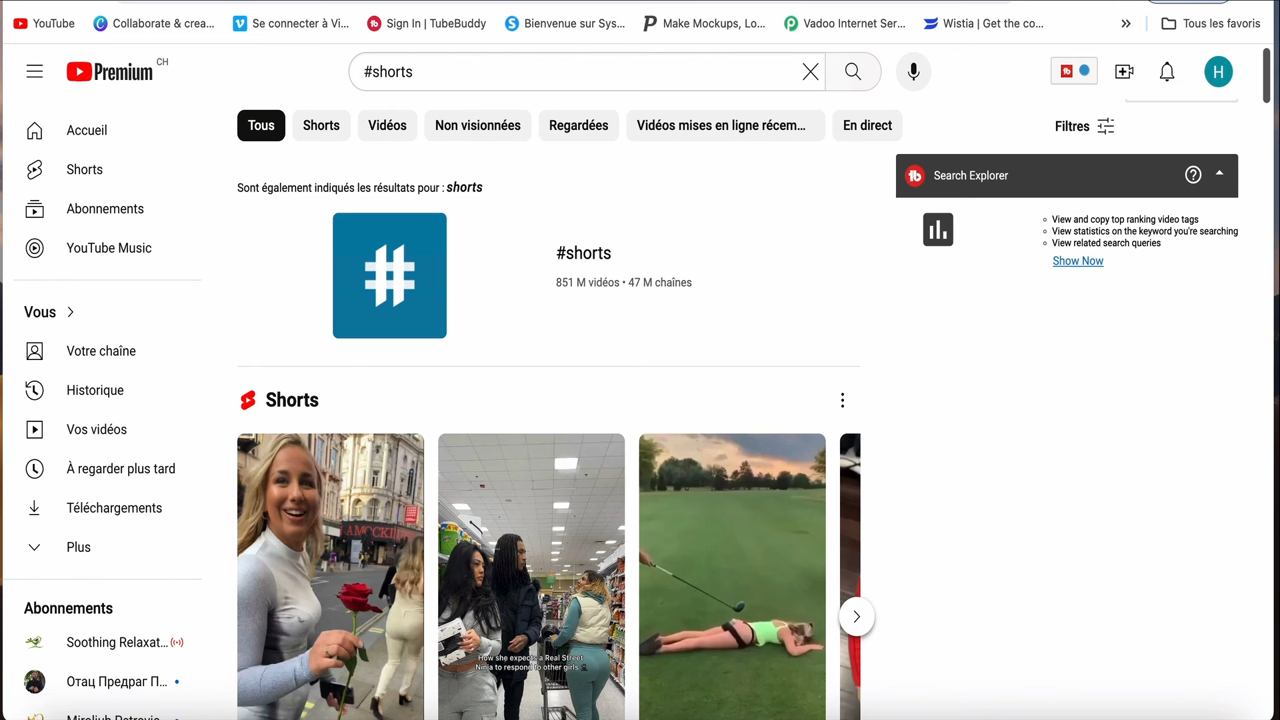 YouTube
Collaborate & crea...
Se connecter à Vi...
Sign In | TubeBuddy
Bienvenue sur Sys...
Make Mockups, Lo...
Vadoo Internet Ser...
Wistia | Get the co...
Tous les favoris
Premium CH
#shorts
H
Tous
Shorts
Vidéos
Non visionnées
Regardées
Vidéos mises en ligne récem...
En direct
Filtres
Accueil
Shorts
Abonnements
YouTube Music
Vous
Votre chaîne
Historique
Vos vidéos
À regarder plus tard
Téléchargements
Plus
Abonnements
Soothing Relaxat...
Отац Предраг П...
Miroljub Petrovic
Sont également indiqués les résultats pour : shorts
#shorts
851 M vidéos • 47 M chaînes
Shorts
How she expects a Real Street
Ninja to respond to other girls
Search Explorer
View and copy top ranking video tags
View statistics on the keyword you're searching
View related search queries
Show Now